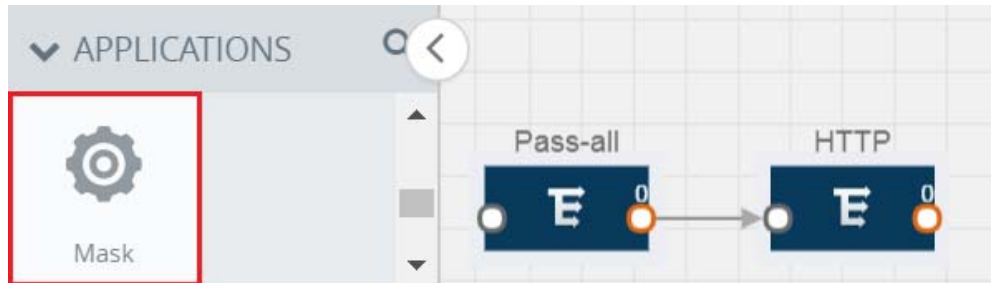 APPLICATIONS
Mask
Pass-all
0
HTTP
0